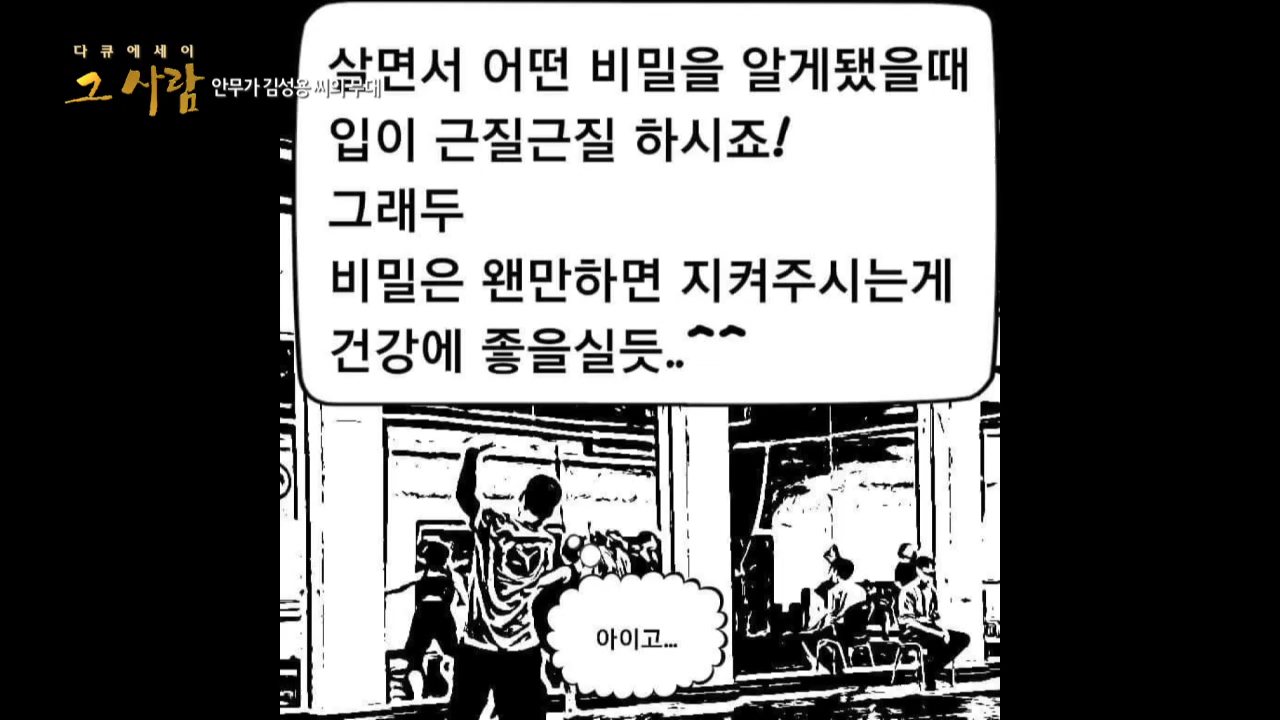 다큐에세이
그 사람 안무가 김성용 씨의 무대
살면서 어떤 비밀을 알게됐을때
입이 근질근질 하시죠!
그래두
비밀은 왠만하면 지켜주시는게
건강에 좋을실듯..^^
아이고...